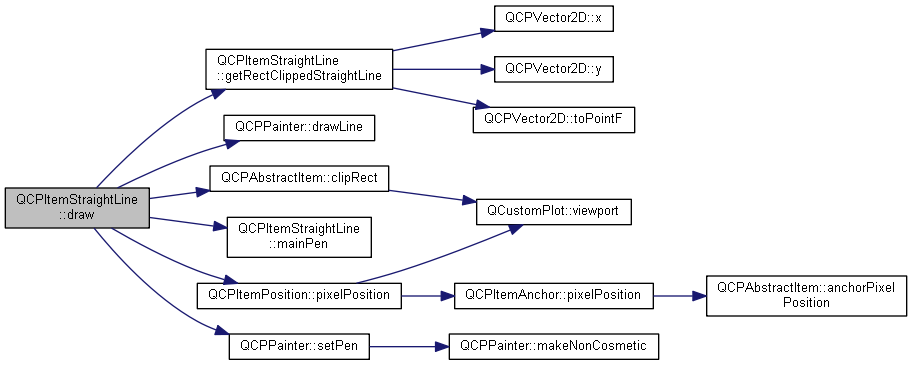 QCPItemStraightLine
::draw
QCPItemStraightLine
::getRectClippedStraightLine
QCPVector2D::x
QCPVector2D::y
QCPVector2D::toPointF
QCPPainter::drawLine
QCPAbstractItem::clipRect
QCustomPlot::viewport
QCPItemStraightLine
::mainPen
QCPItemPosition::pixelPosition
QCPItemAnchor::pixelPosition
QCPAbstractItem::anchorPixel
Position
QCPPainter::setPen
QCPPainter::makeNonCosmetic